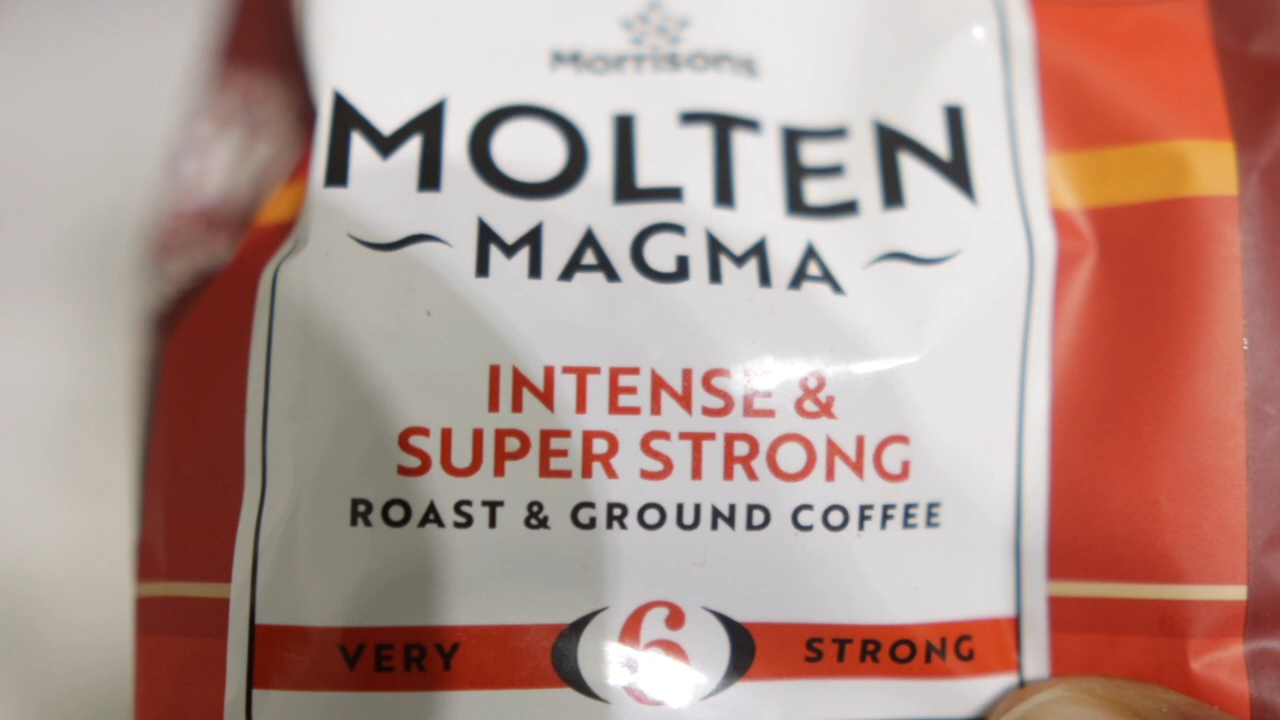 Morrisons
MOLTEN
~ MAGMA ~
INTENSE &
SUPER STRONG
ROAST & GROUND COFFEE
VERY 6 STRONG